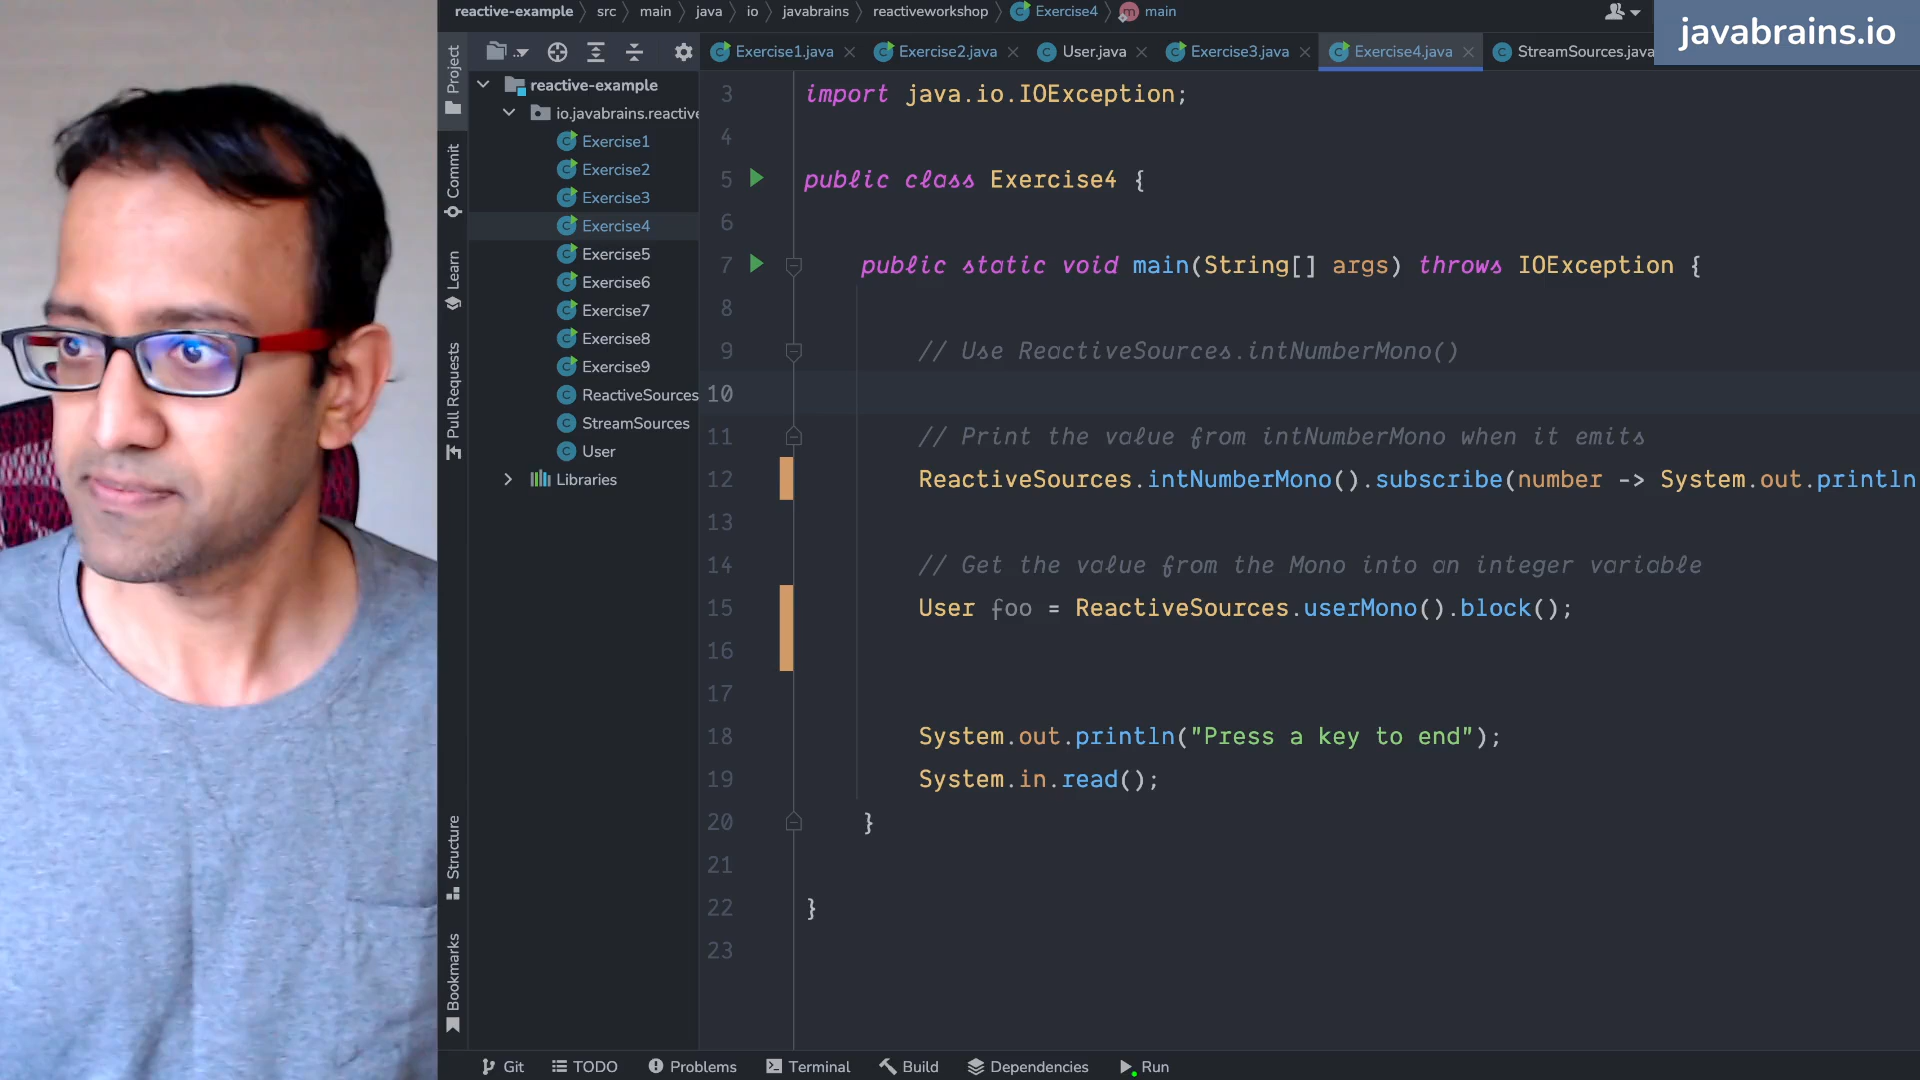 reactive-example src main java io javabrains reactiveworkshop Exercise4 main
javabrains.io
Exercise1.java Exercise2.java User.java Exercise3.java Exercise4.java StreamSources.java
Project
Commit
Learn
Pull Requests
Structure
Bookmarks
reactive-example
io.javabrains.reactive
Exercise1
Exercise2
Exercise3
Exercise4
Exercise5
Exercise6
Exercise7
Exercise8
Exercise9
ReactiveSources
StreamSources
User
Libraries
3 import java.io.IOException;
4
5 public class Exercise4 {
6
7 public static void main(String[] args) throws IOException {
8
9 // Use ReactiveSources.intNumberMono()
10
11 // Print the value from intNumberMono when it emits
12 ReactiveSources.intNumberMono().subscribe(number -> System.out.println
13
14 // Get the value from the Mono into an integer variable
15 User foo = ReactiveSources.userMono().block();
16
17
18 System.out.println("Press a key to end");
19 System.in.read();
20 }
21
22 }
23
Git TODO Problems Terminal Build Dependencies Run